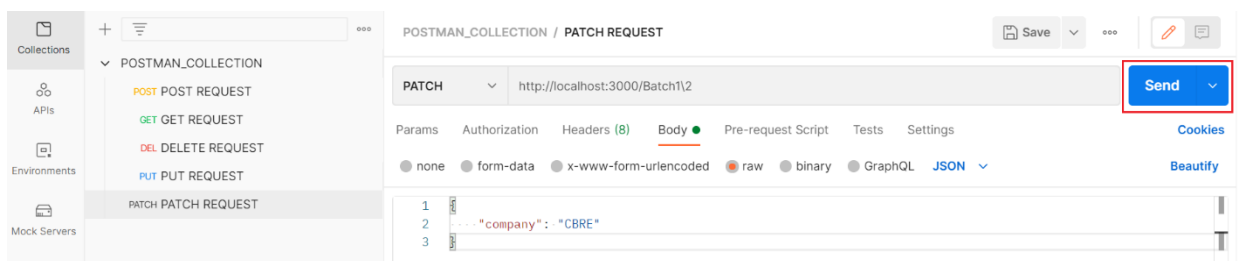 Collections
APIs
Environments
Mock Servers
POSTMAN_COLLECTION
POST POST REQUEST
GET GET REQUEST
DEL DELETE REQUEST
PUT PUT REQUEST
PATCH PATCH REQUEST
POSTMAN_COLLECTION / PATCH REQUEST
Save
PATCH http://localhost:3000/Batch1\2 Send
Params Authorization Headers (8) Body Pre-request Script Tests Settings Cookies
none form-data x-www-form-urlencoded raw binary GraphQL JSON Beautify
1 {
2 "company": "CBRE"
3 }